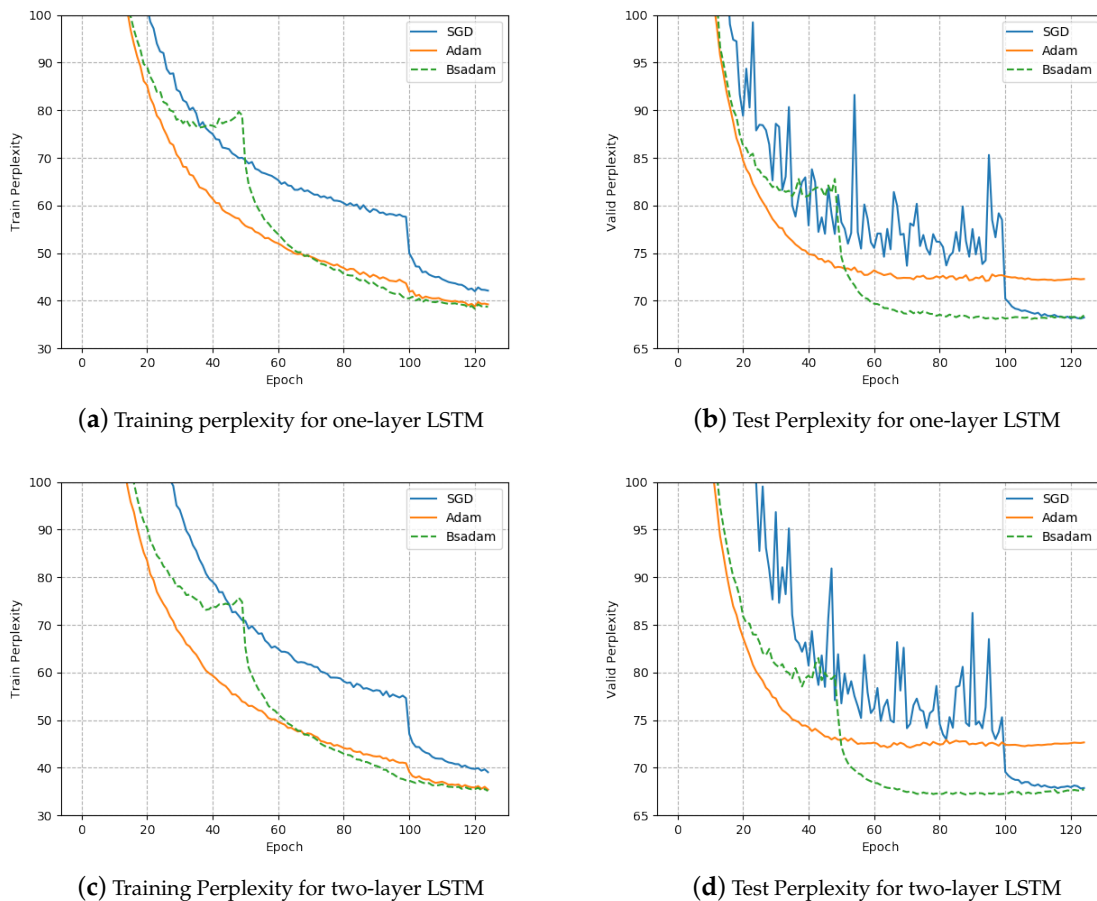 100
90
80
70
60
50
40
30
0 20 40 60 80 100 120
Epoch
Train Perplexity
SGD
Adam
Bsadam
(a) Training perplexity for one-layer LSTM
100
95
90
85
80
75
70
65
0 20 40 60 80 100 120
Epoch
Valid Perplexity
SGD
Adam
Bsadam
(b) Test Perplexity for one-layer LSTM
100
90
80
70
60
50
40
30
0 20 40 60 80 100 120
Epoch
Train Perplexity
SGD
Adam
Bsadam
(c) Training Perplexity for two-layer LSTM
100
95
90
85
80
75
70
65
0 20 40 60 80 100 120
Epoch
Valid Perplexity
SGD
Adam
Bsadam
(d) Test Perplexity for two-layer LSTM